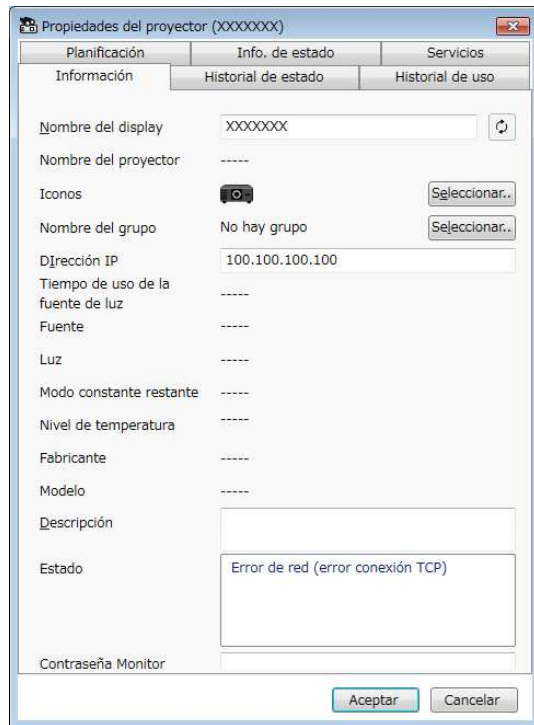 Propiedades del proyector (XXXXXXX)
Planificación Info. de estado Servicios
Información Historial de estado Historial de uso
Nombre del display XXXXXXX
Nombre del proyector -----
Iconos Seleccionar..
Nombre del grupo No hay grupo Seleccionar..
DIrección IP 100.100.100.100
Tiempo de uso de la
fuente de luz -----
Fuente -----
Luz -----
Modo constante restante -----
Nivel de temperatura -----
Fabricante -----
Modelo -----
Descripción
Estado Error de red (error conexión TCP)
Contraseña Monitor
Aceptar Cancelar